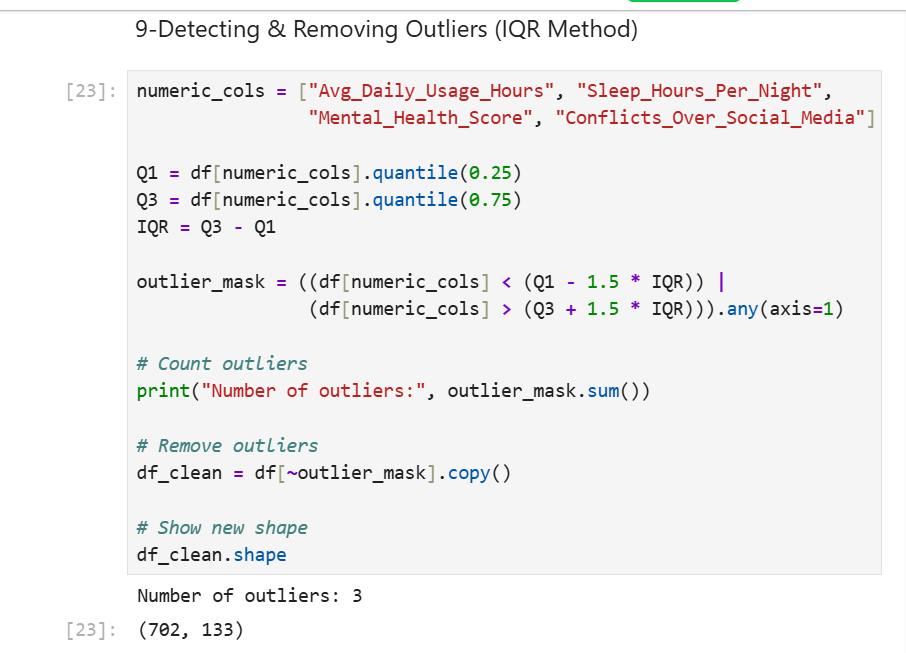 9-Detecting & Removing Outliers (IQR Method)
[23]: numeric_cols = ["Avg_Daily_Usage_Hours", "Sleep_Hours_Per_Night",
"Mental_Health_Score", "Conflicts_Over_Social_Media"]
Q1 = df[numeric_cols].quantile(0.25)
Q3 = df[numeric_cols].quantile(0.75)
IQR = Q3 - Q1
outlier_mask = ((df[numeric_cols] < (Q1 - 1.5 * IQR)) |
(df[numeric_cols] > (Q3 + 1.5 * IQR))).any(axis=1)
# Count outliers
print("Number of outliers:", outlier_mask.sum())
# Remove outliers
df_clean = df[~outlier_mask].copy()
# Show new shape
df_clean.shape
Number of outliers: 3
[23]: (702, 133)